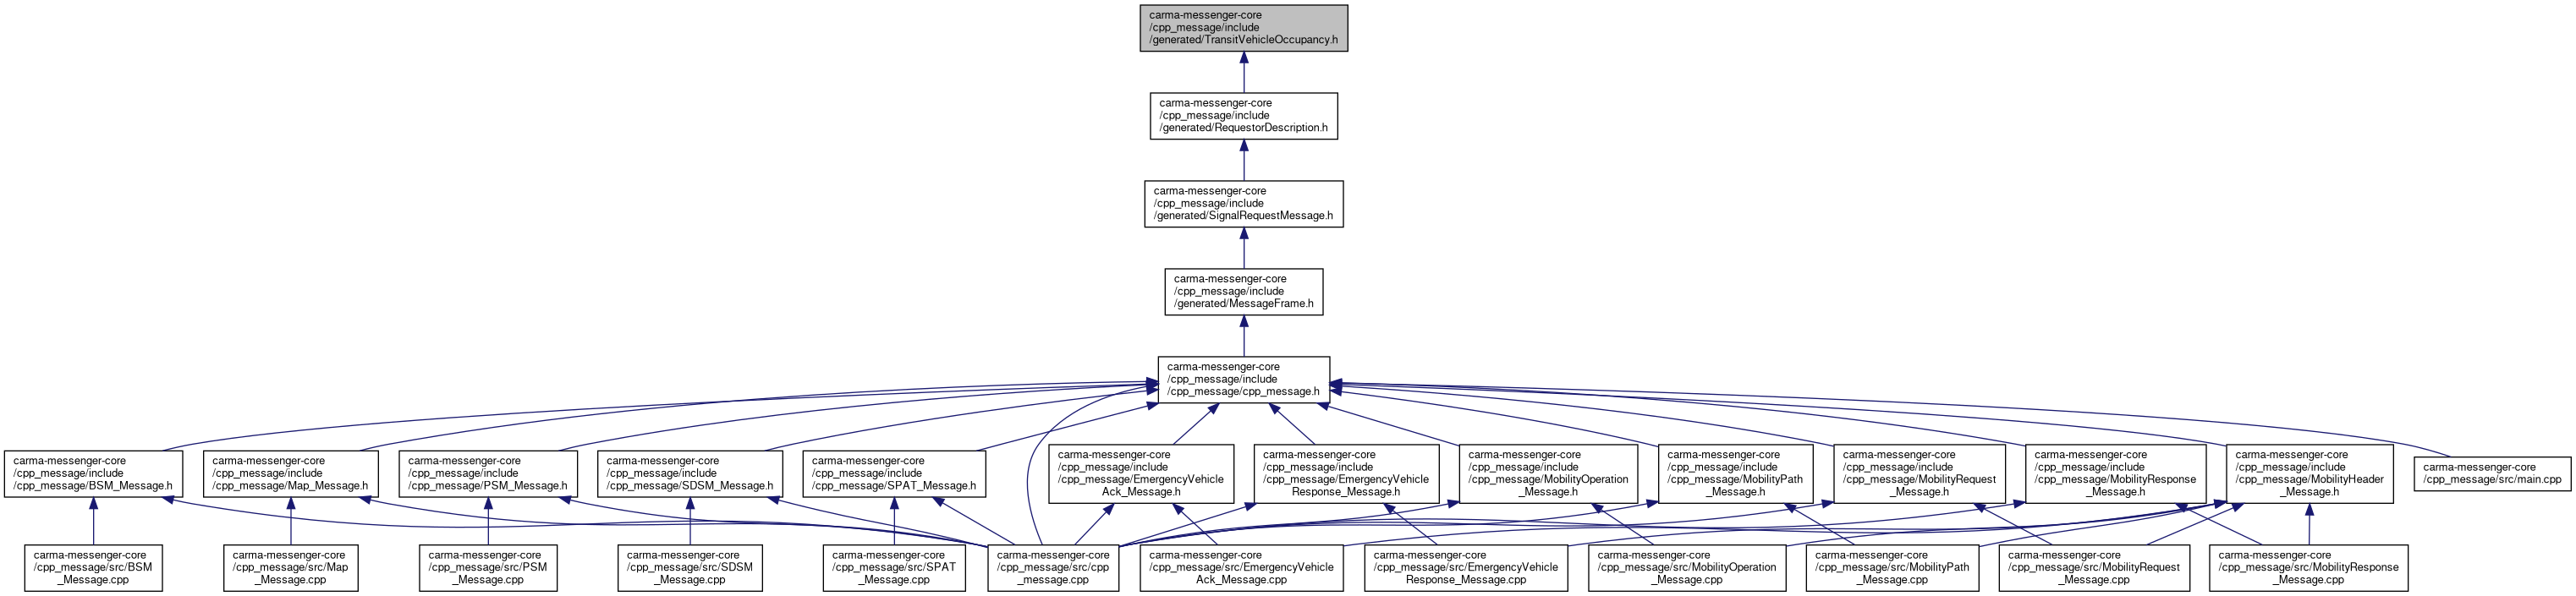 carma-messenger-core
/cpp_message/include
/generated/TransitVehicleOccupancy.h
carma-messenger-core
/cpp_message/include
/generated/RequestorDescription.h
carma-messenger-core
/cpp_message/include
/generated/SignalRequestMessage.h
carma-messenger-core
/cpp_message/include
/generated/MessageFrame.h
carma-messenger-core
/cpp_message/include
/cpp_message/cpp_message.h
carma-messenger-core
/cpp_message/include
/cpp_message/BSM_Message.h
carma-messenger-core
/cpp_message/include
/cpp_message/Map_Message.h
carma-messenger-core
/cpp_message/include
/cpp_message/PSM_Message.h
carma-messenger-core
/cpp_message/include
/cpp_message/SDSM_Message.h
carma-messenger-core
/cpp_message/include
/cpp_message/SPAT_Message.h
carma-messenger-core
/cpp_message/include
/cpp_message/EmergencyVehicle
Ack_Message.h
carma-messenger-core
/cpp_message/include
/cpp_message/EmergencyVehicle
Response_Message.h
carma-messenger-core
/cpp_message/include
/cpp_message/MobilityOperation
_Message.h
carma-messenger-core
/cpp_message/include
/cpp_message/MobilityPath
_Message.h
carma-messenger-core
/cpp_message/include
/cpp_message/MobilityRequest
_Message.h
carma-messenger-core
/cpp_message/include
/cpp_message/MobilityResponse
_Message.h
carma-messenger-core
/cpp_message/include
/cpp_message/MobilityHeader
_Message.h
carma-messenger-core
/cpp_message/src/main.cpp
carma-messenger-core
/cpp_message/src/BSM
_Message.cpp
carma-messenger-core
/cpp_message/src/Map
_Message.cpp
carma-messenger-core
/cpp_message/src/PSM
_Message.cpp
carma-messenger-core
/cpp_message/src/SDSM
_Message.cpp
carma-messenger-core
/cpp_message/src/SPAT
_Message.cpp
carma-messenger-core
/cpp_message/src/cpp
_message.cpp
carma-messenger-core
/cpp_message/src/EmergencyVehicle
Ack_Message.cpp
carma-messenger-core
/cpp_message/src/EmergencyVehicle
Response_Message.cpp
carma-messenger-core
/cpp_message/src/MobilityOperation
_Message.cpp
carma-messenger-core
/cpp_message/src/MobilityPath
_Message.cpp
carma-messenger-core
/cpp_message/src/MobilityRequest
_Message.cpp
carma-messenger-core
/cpp_message/src/MobilityResponse
_Message.cpp